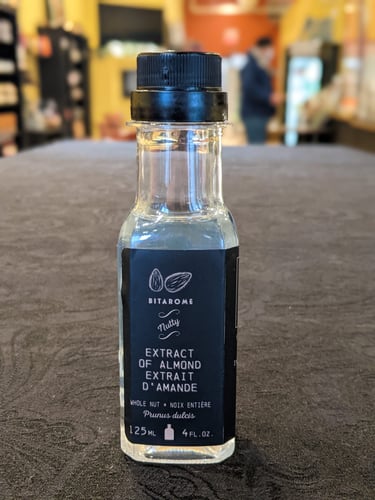 BITAROME
Nutty
EXTRACT
OF ALMOND
EXTRAIT
D'AMANDE
WHOLE NUT • NOIX ENTIÈRE
Prunus dulcis
125 ML 4 FL.OZ.